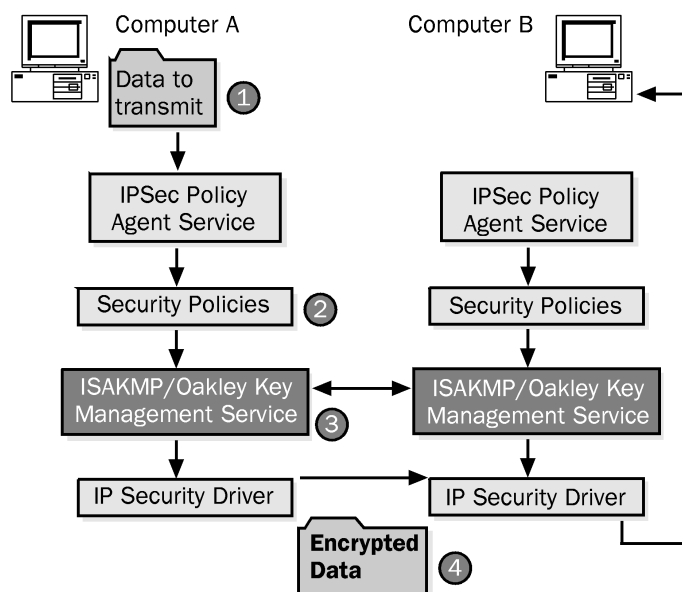 Computer A
Computer B
Data to
transmit
1
IPSec Policy
Agent Service
IPSec Policy
Agent Service
Security Policies
2
Security Policies
ISAKMP/Oakley Key
Management Service
3
ISAKMP/Oakley Key
Management Service
IP Security Driver
IP Security Driver
Encrypted
Data
4